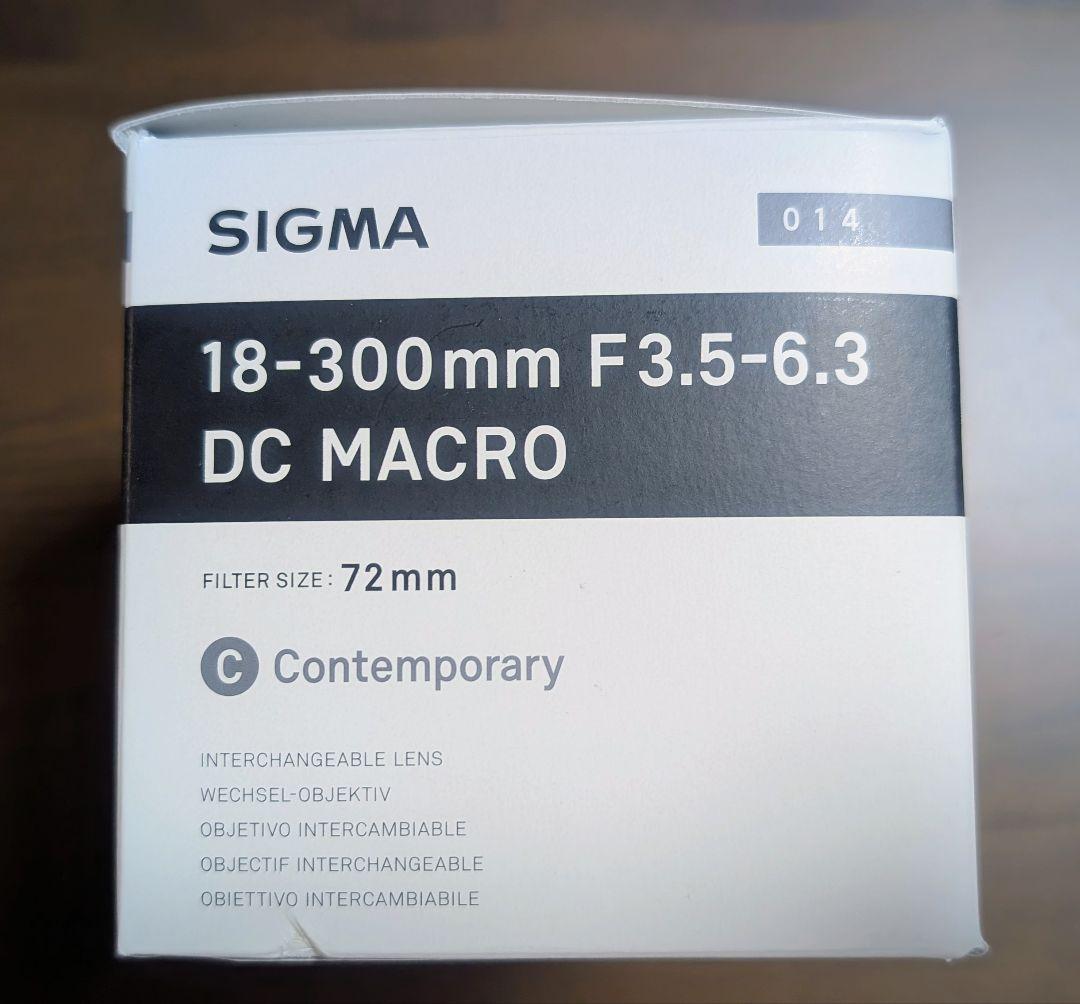 SIGMA
014
18-300mm F3.5-6.3
DC MACRO
FILTER SIZE: 72mm
C Contemporary
INTERCHANGEABLE LENS
WECHSEL-OBJEKTIV
OBJETIVO INTERCAMBIABLE
OBJECTIF INTERCHANGEABLE
OBIETTIVO INTERCAMBIABILE